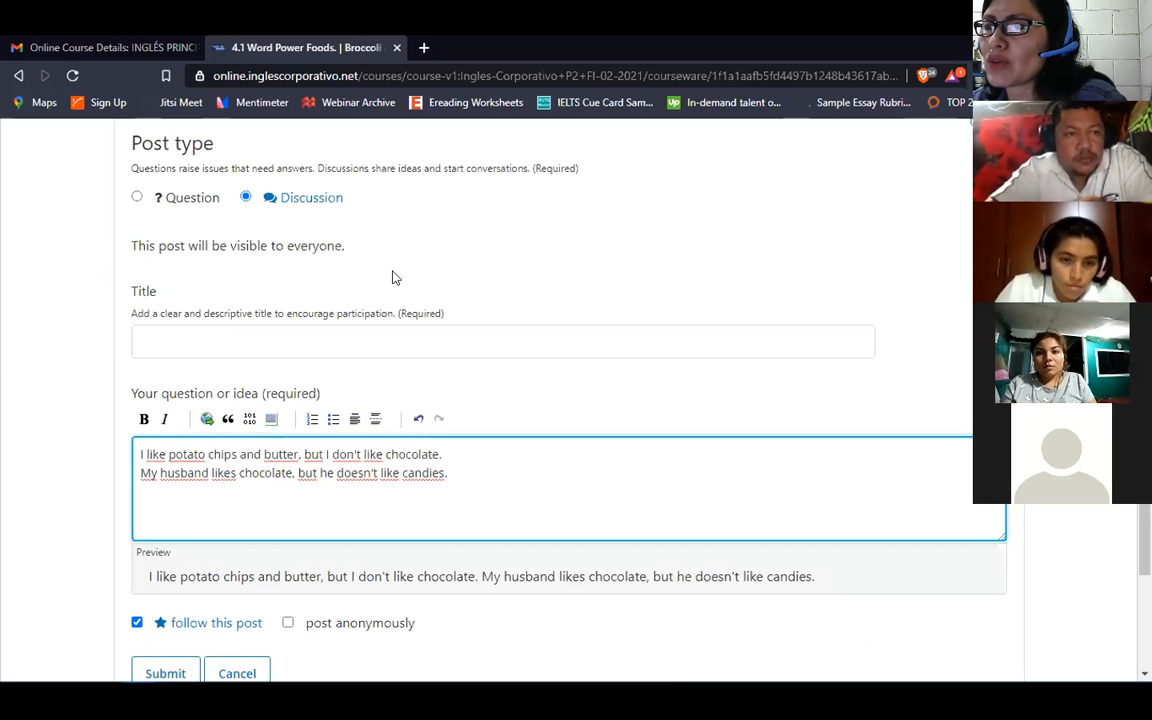 Online Course Details: INGLÉS PRINC
4.1 Word Power Foods. | Broccoli
online.inglescorporativo.net/courses/course-v1:Ingles-Corporativo+P2+FI-02-2021/courseware/1f1a1aafb5fd4497b1248b43617ab...
Maps
Sign Up
Jitsi Meet
Mentimeter
Webinar Archive
Ereading Worksheets
IELTS Cue Card Sam...
In-demand talent o...
Sample Essay Rubri...
TOP 2
Post type
Questions raise issues that need answers. Discussions share ideas and start conversations. (Required)
? Question
Discussion
This post will be visible to everyone.
Title
Add a clear and descriptive title to encourage participation. (Required)
Your question or idea (required)
B I
I like potato chips and butter, but I don't like chocolate.
My husband likes chocolate, but he doesn't like candies.
Preview
I like potato chips and butter, but I don't like chocolate. My husband likes chocolate, but he doesn't like candies.
follow this post
post anonymously
Submit
Cancel